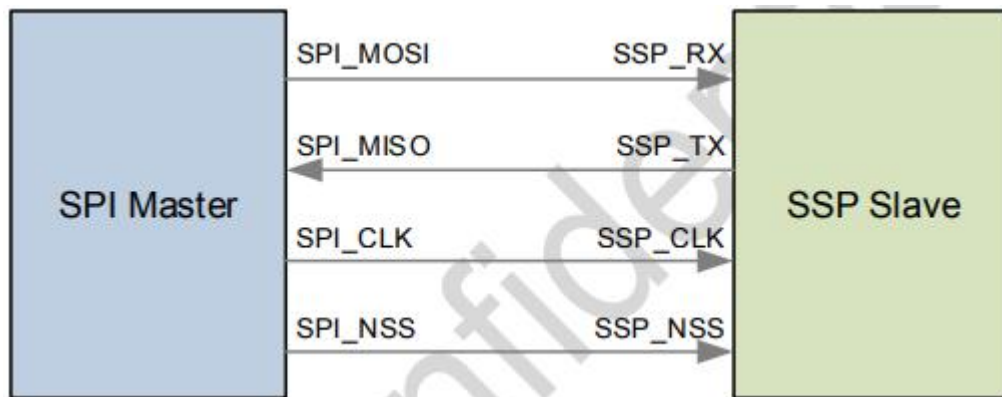 SPI_MOSI SSP_RX
SPI_MISO SSP_TX
SPI Master SSP Slave
SPI_CLK SSP_CLK
SPI_NSS SSP_NSS